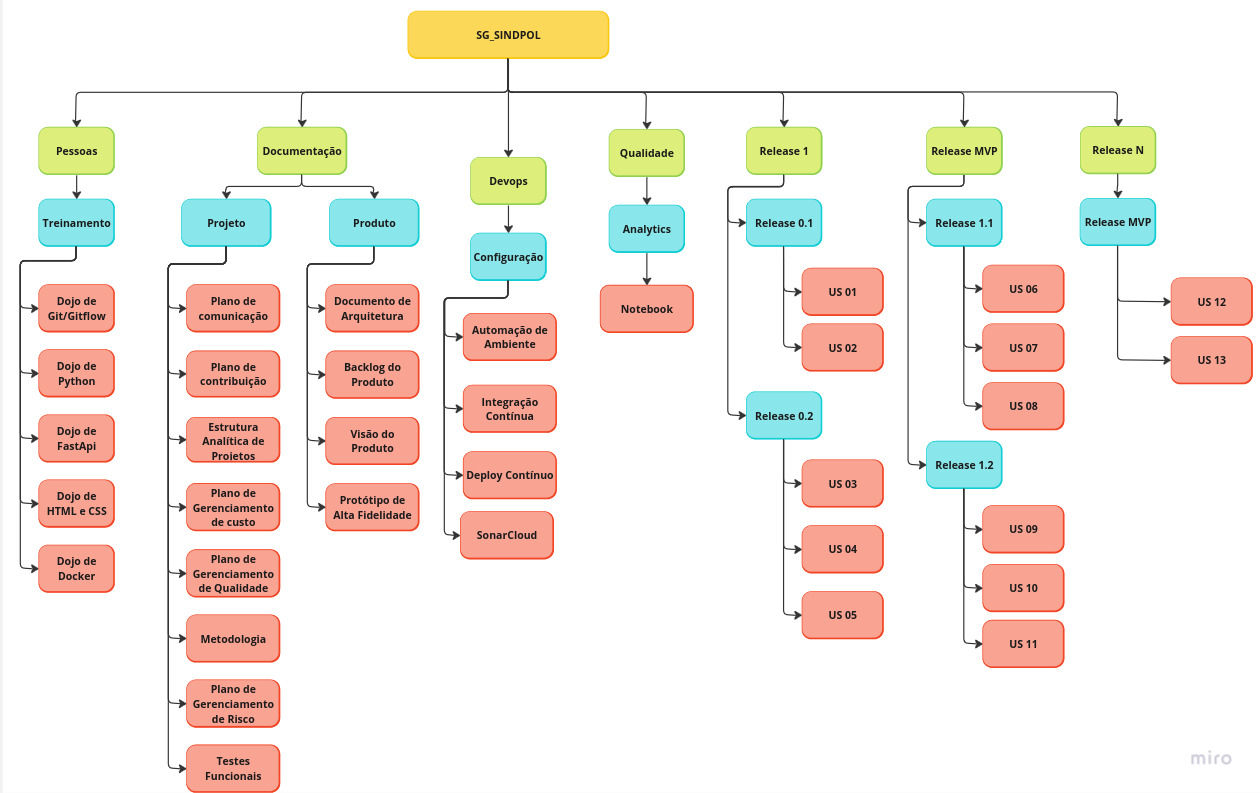 SG_SINDPOL
Pessoas
Treinamento
Dojo de
Git/Gitflow
Dojo de
Python
Dojo de
FastApi
Dojo de
HTML e CSS
Dojo de
Docker
Documentação
Projeto
Plano de
comunicação
Plano de
contribuição
Estrutura
Analítica de
Projetos
Plano de
Gerenciamento
de custo
Plano de
Gerenciamento
de Qualidade
Metodologia
Plano de
Gerenciamento
de Risco
Testes
Funcionais
Produto
Documento de
Arquitetura
Backlog do
Produto
Visão do
Produto
Protótipo de
Alta Fidelidade
Devops
Configuração
Automação de
Ambiente
Integração
Contínua
Deploy Contínuo
SonarCloud
Qualidade
Analytics
Notebook
Release 1
Release 0.1
US 01
US 02
Release 0.2
US 03
US 04
US 05
Release MVP
Release 1.1
US 06
US 07
US 08
Release 1.2
US 09
US 10
US 11
Release N
Release MVP
US 12
US 13
miro